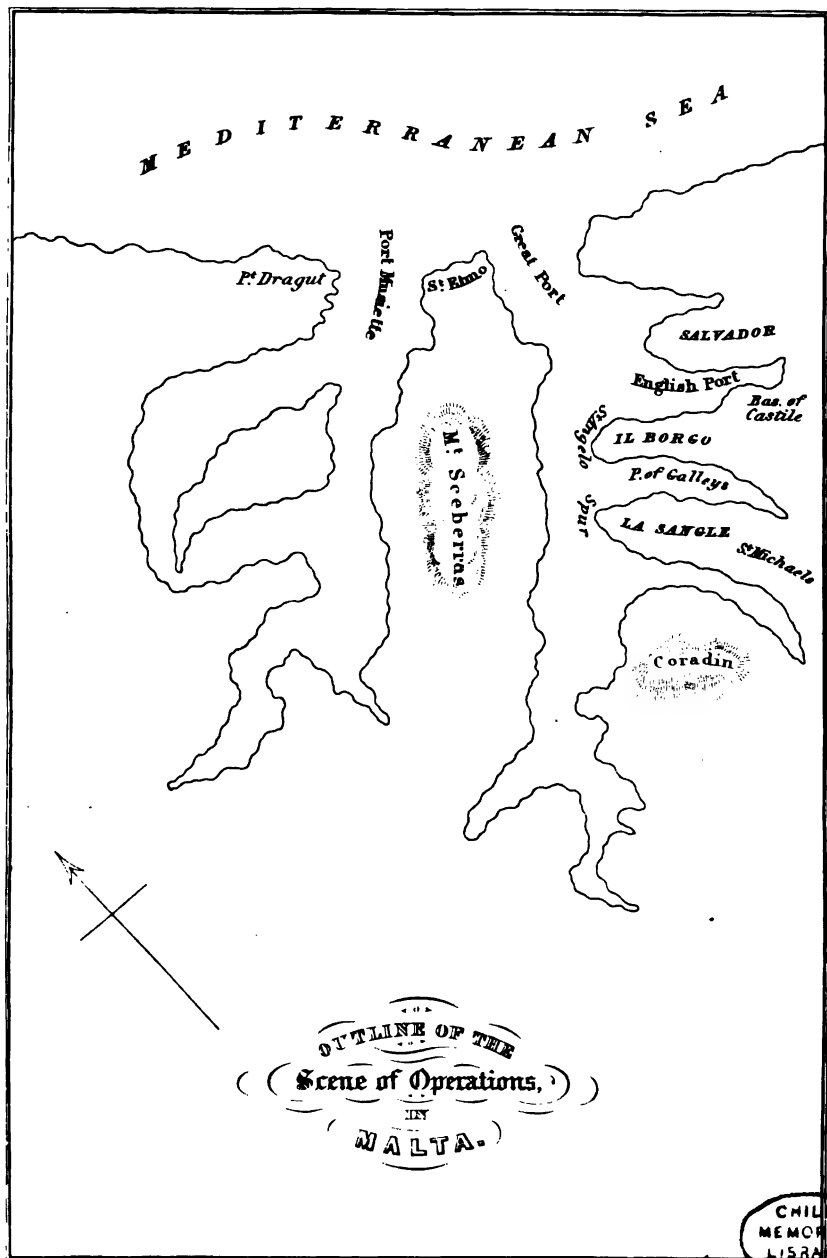 MEDITERRANEAN SEA
Port Musiette
Great Port
Pt. Dragut
St. Elmo
SALVADOR
English Port
Bas. of
Castile
St. Angelo
IL BORGO
P. of Galleys
Spur
LA SANGLE
St. Michaels
Mt. Sceberras
Coradin
OUTLINE OF THE
Scene of Operations,
IN
MALTA.
CHIL
MEMOR
LIBRA